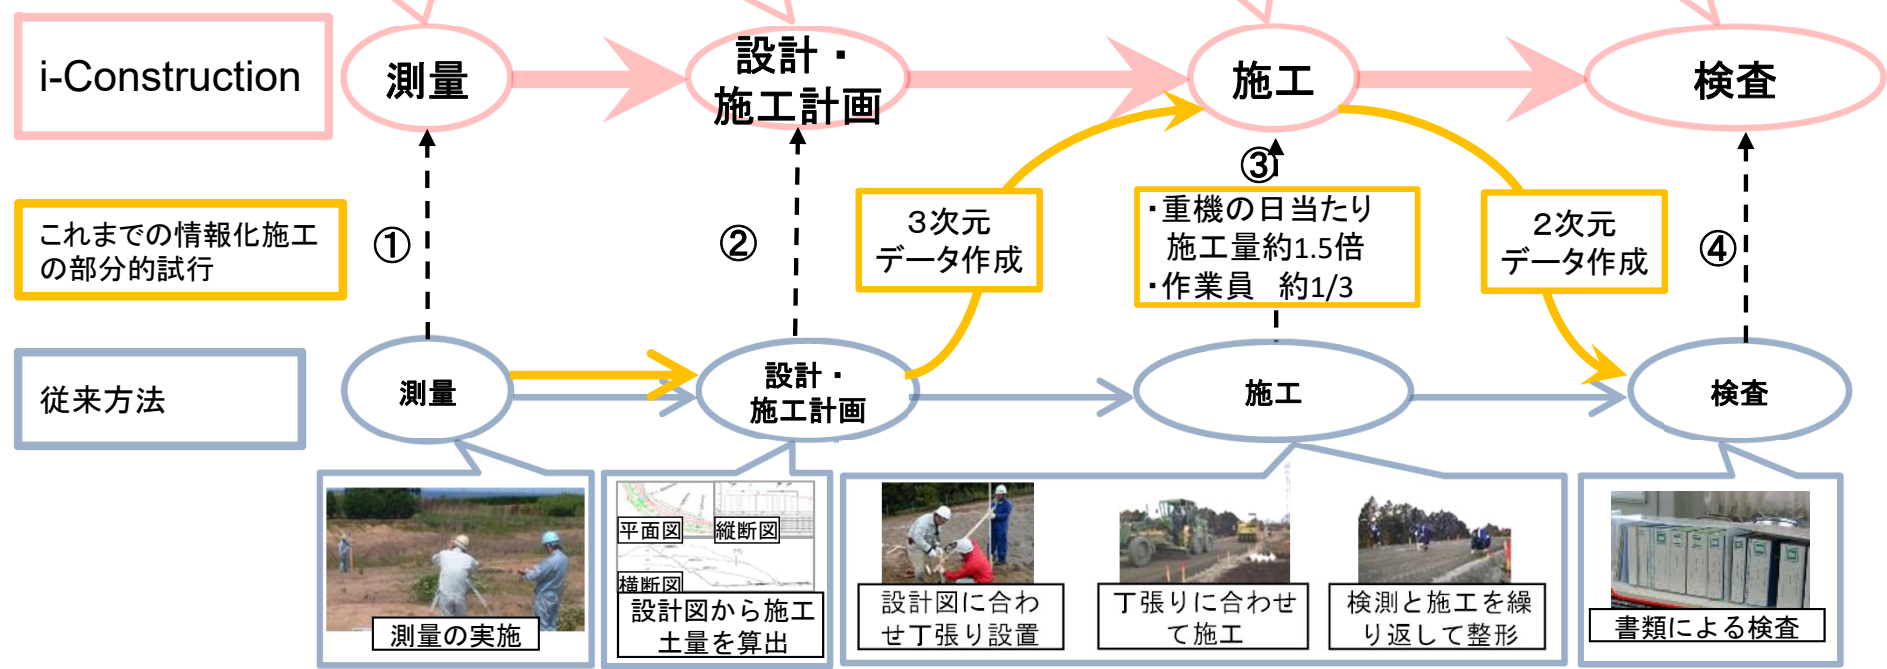 i-Construction
測量
設計・
施工計画
施工
検査
これまでの情報化施工
の部分的試行
①
②
3次元
データ作成
③
・重機の日当たり
施工量約1.5倍
・作業員 約1/3
2次元
データ作成
④
従来方法
測量
設計・
施工計画
施工
検査
測量の実施
平面図
縦断図
横断図
設計図から施工
土量を算出
設計図に合わ
せ丁張り設置
丁張りに合わせ
て施工
検測と施工を繰
り返して整形
書類による検査